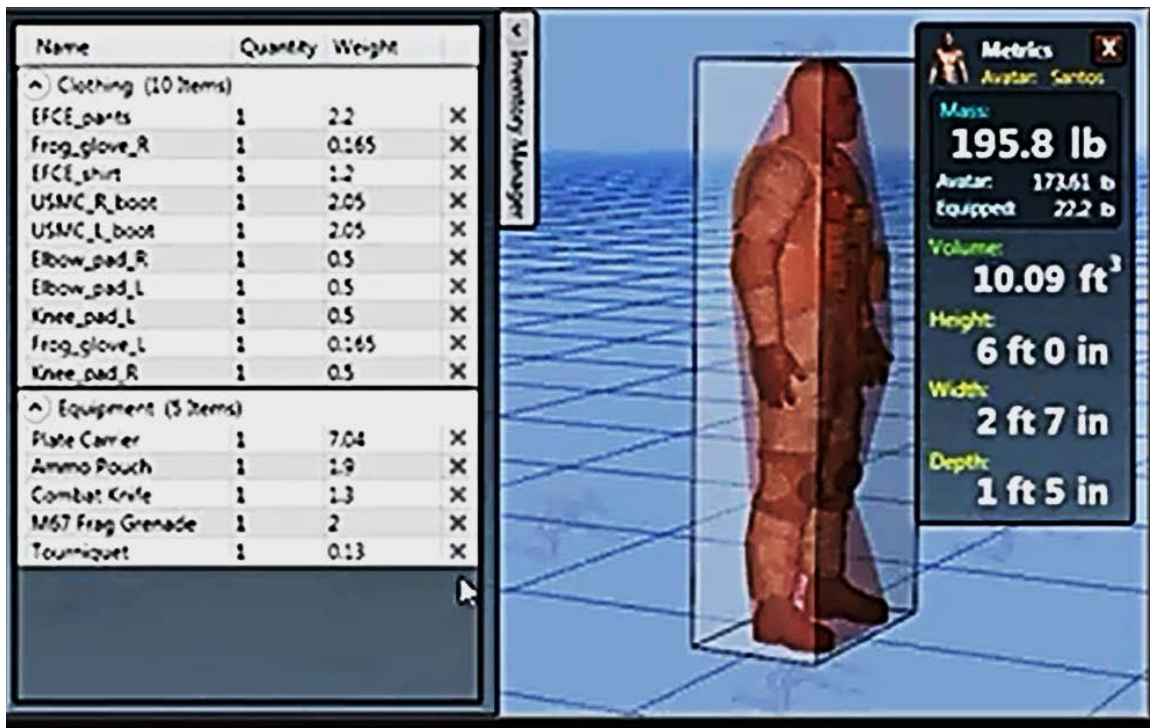 Name Quantity Weight
Clothing (10 Items)
EFCE_pants 1 2.2
Frog_glove_R 1 0.165
EFCE_shirt 1 1.2
USMC_R_boot 1 2.05
USMC_L_boot 1 2.05
Elbow_pad_R 1 0.5
Elbow_pad_L 1 0.5
Knee_pad_L 1 0.5
Frog_glove_L 1 0.165
Knee_pad_R 1 0.5
Equipment (5 Items)
Plate Carrier 1 7.04
Ammo Pouch 1 1.9
Combat Knife 1 1.3
M67 Frag Grenade 1 2
Tourniquet 1 0.13
Inventory Manager
Metrics X
Avatar: Santos
Mass:
195.8 lb
Avatar: 173.61 lb
Equipped: 22.2 lb
Volume:
10.09 ft³
Height:
6 ft 0 in
Width:
2 ft 7 in
Depth:
1 ft 5 in